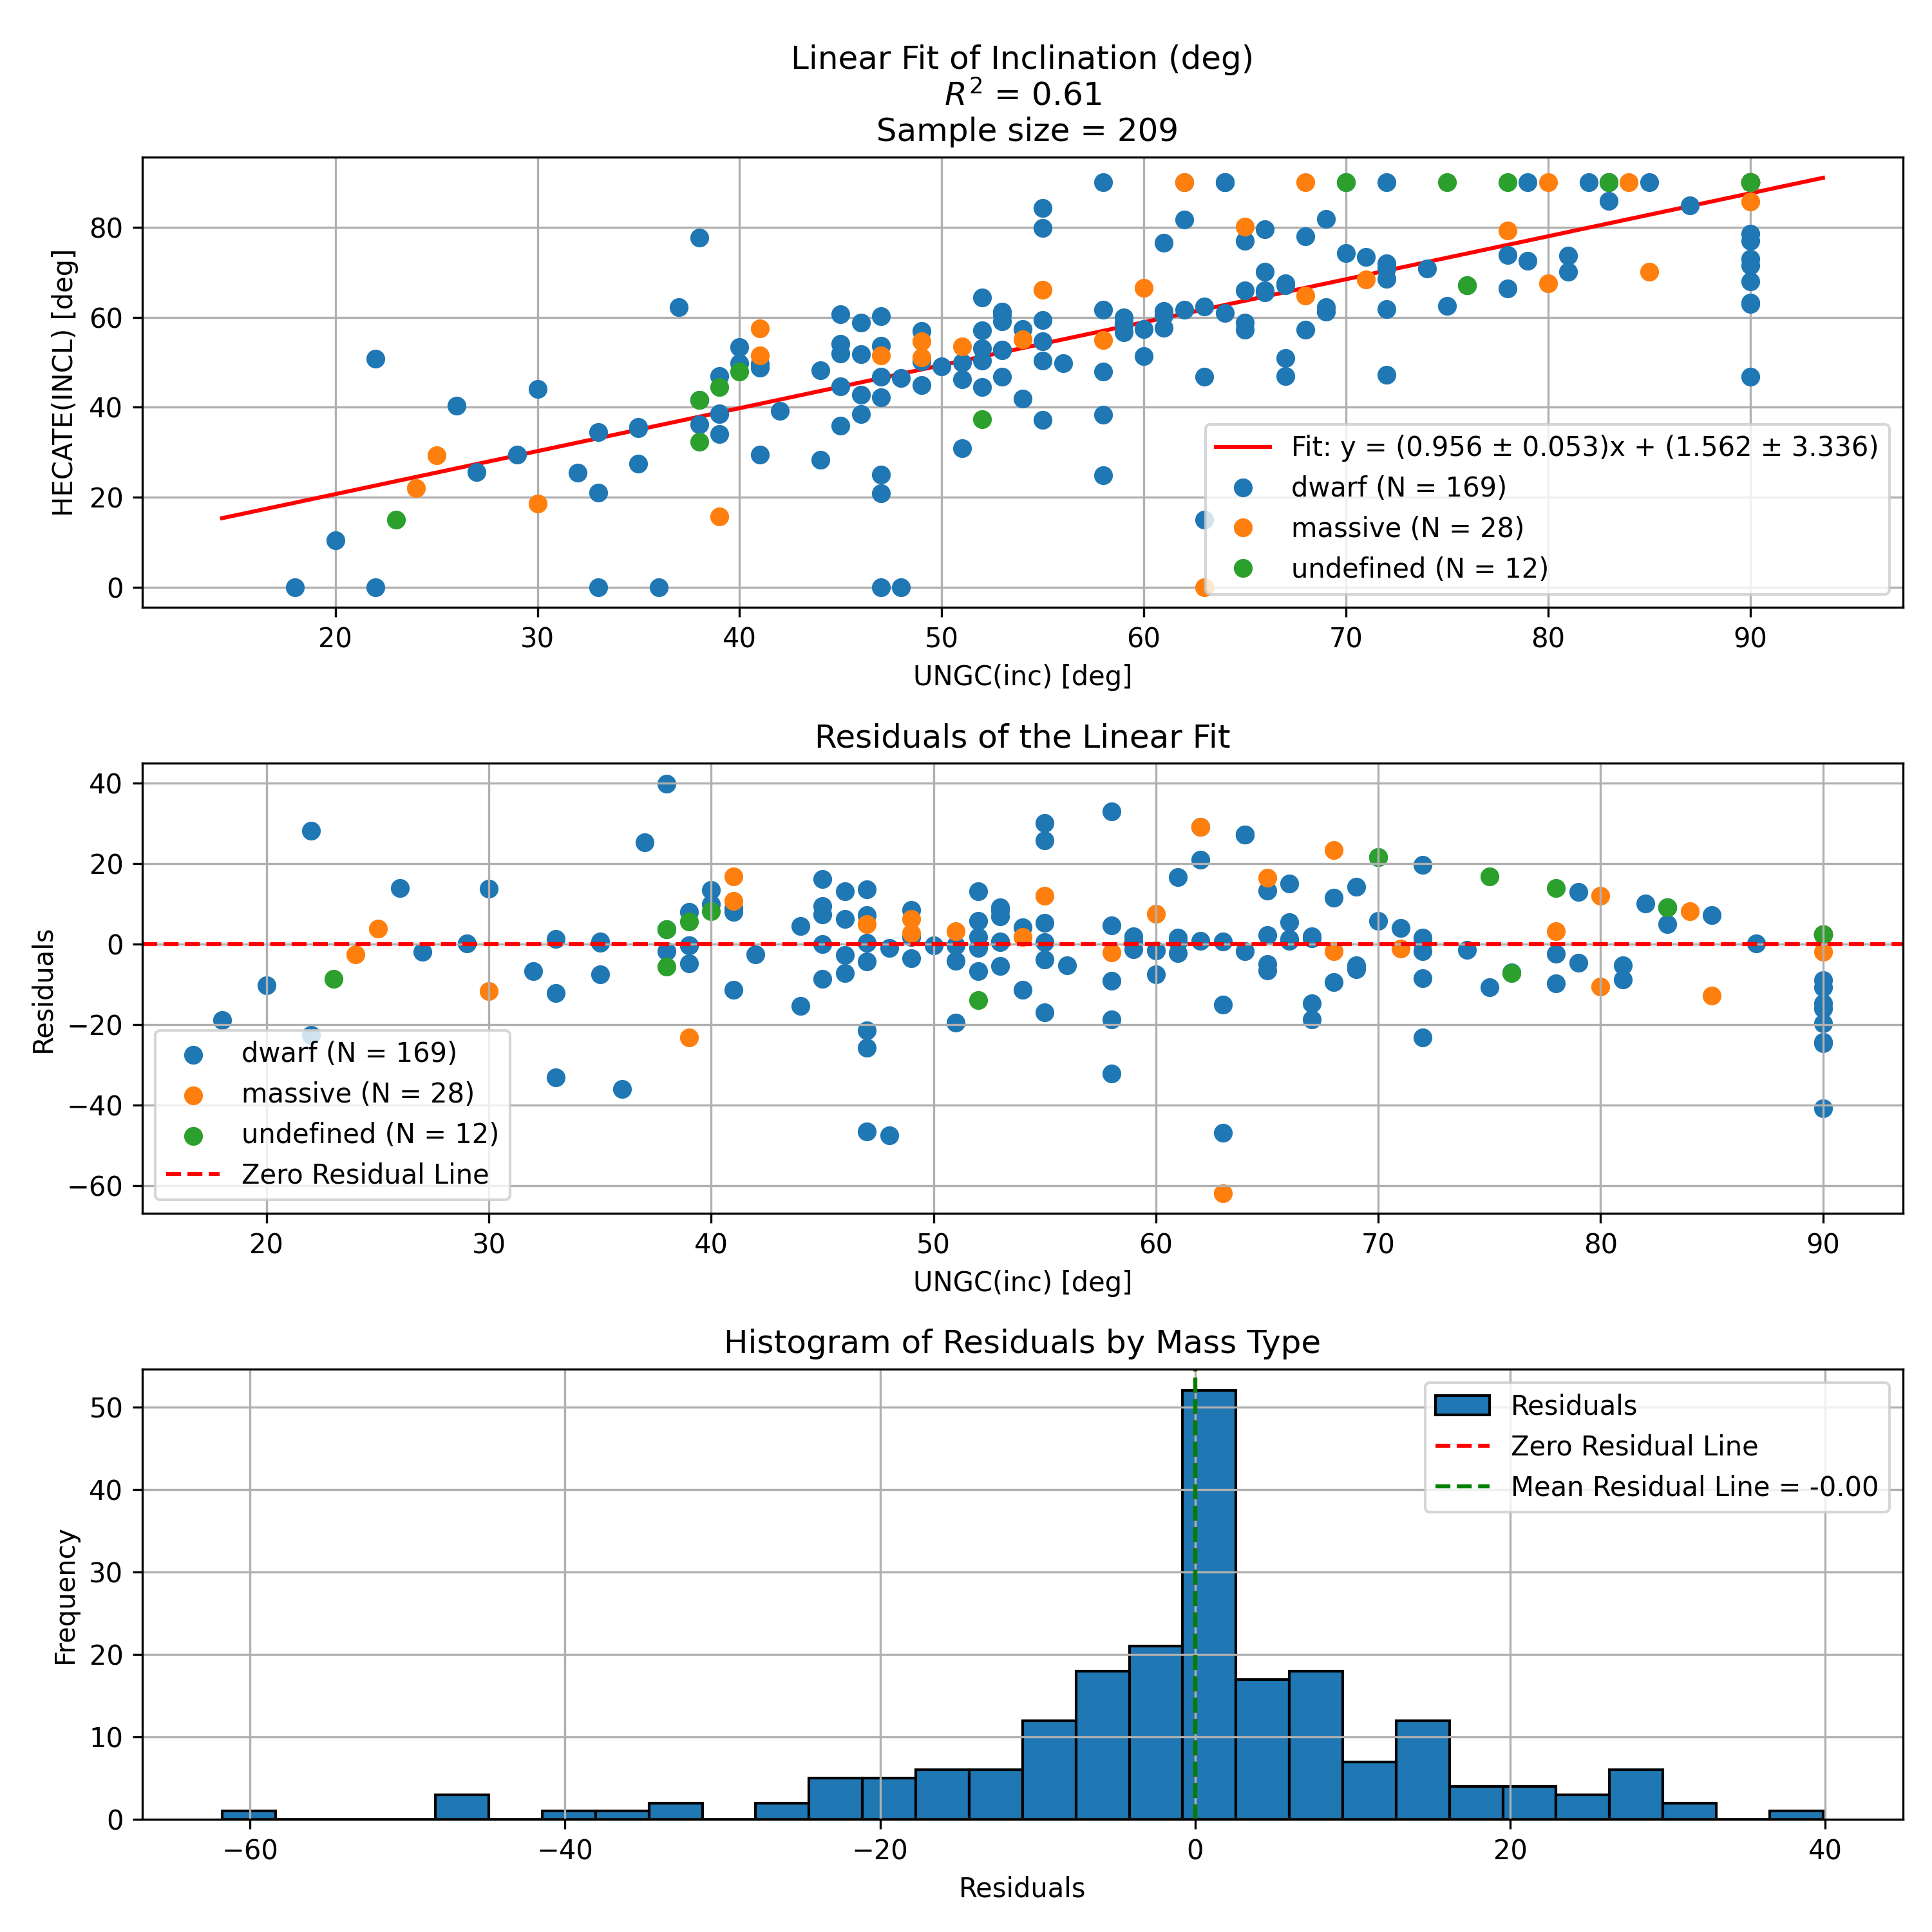 Linear Fit of Inclination (deg)
R² = 0.61
Sample size = 209
HECATE(INCL) [deg]
80
60
40
20
0
Fit: y = (0.956 ± 0.053)x + (1.562 ± 3.336)
dwarf (N = 169)
massive (N = 28)
undefined (N = 12)
20 30 40 50 60 70 80 90
UNGC(inc) [deg]
Residuals of the Linear Fit
Residuals
40
20
0
−20
−40
−60
dwarf (N = 169)
massive (N = 28)
undefined (N = 12)
Zero Residual Line
20 30 40 50 60 70 80 90
UNGC(inc) [deg]
Histogram of Residuals by Mass Type
Frequency
50
40
30
20
10
0
Residuals
Zero Residual Line
Mean Residual Line = -0.00
−60 −40 −20 0 20 40
Residuals